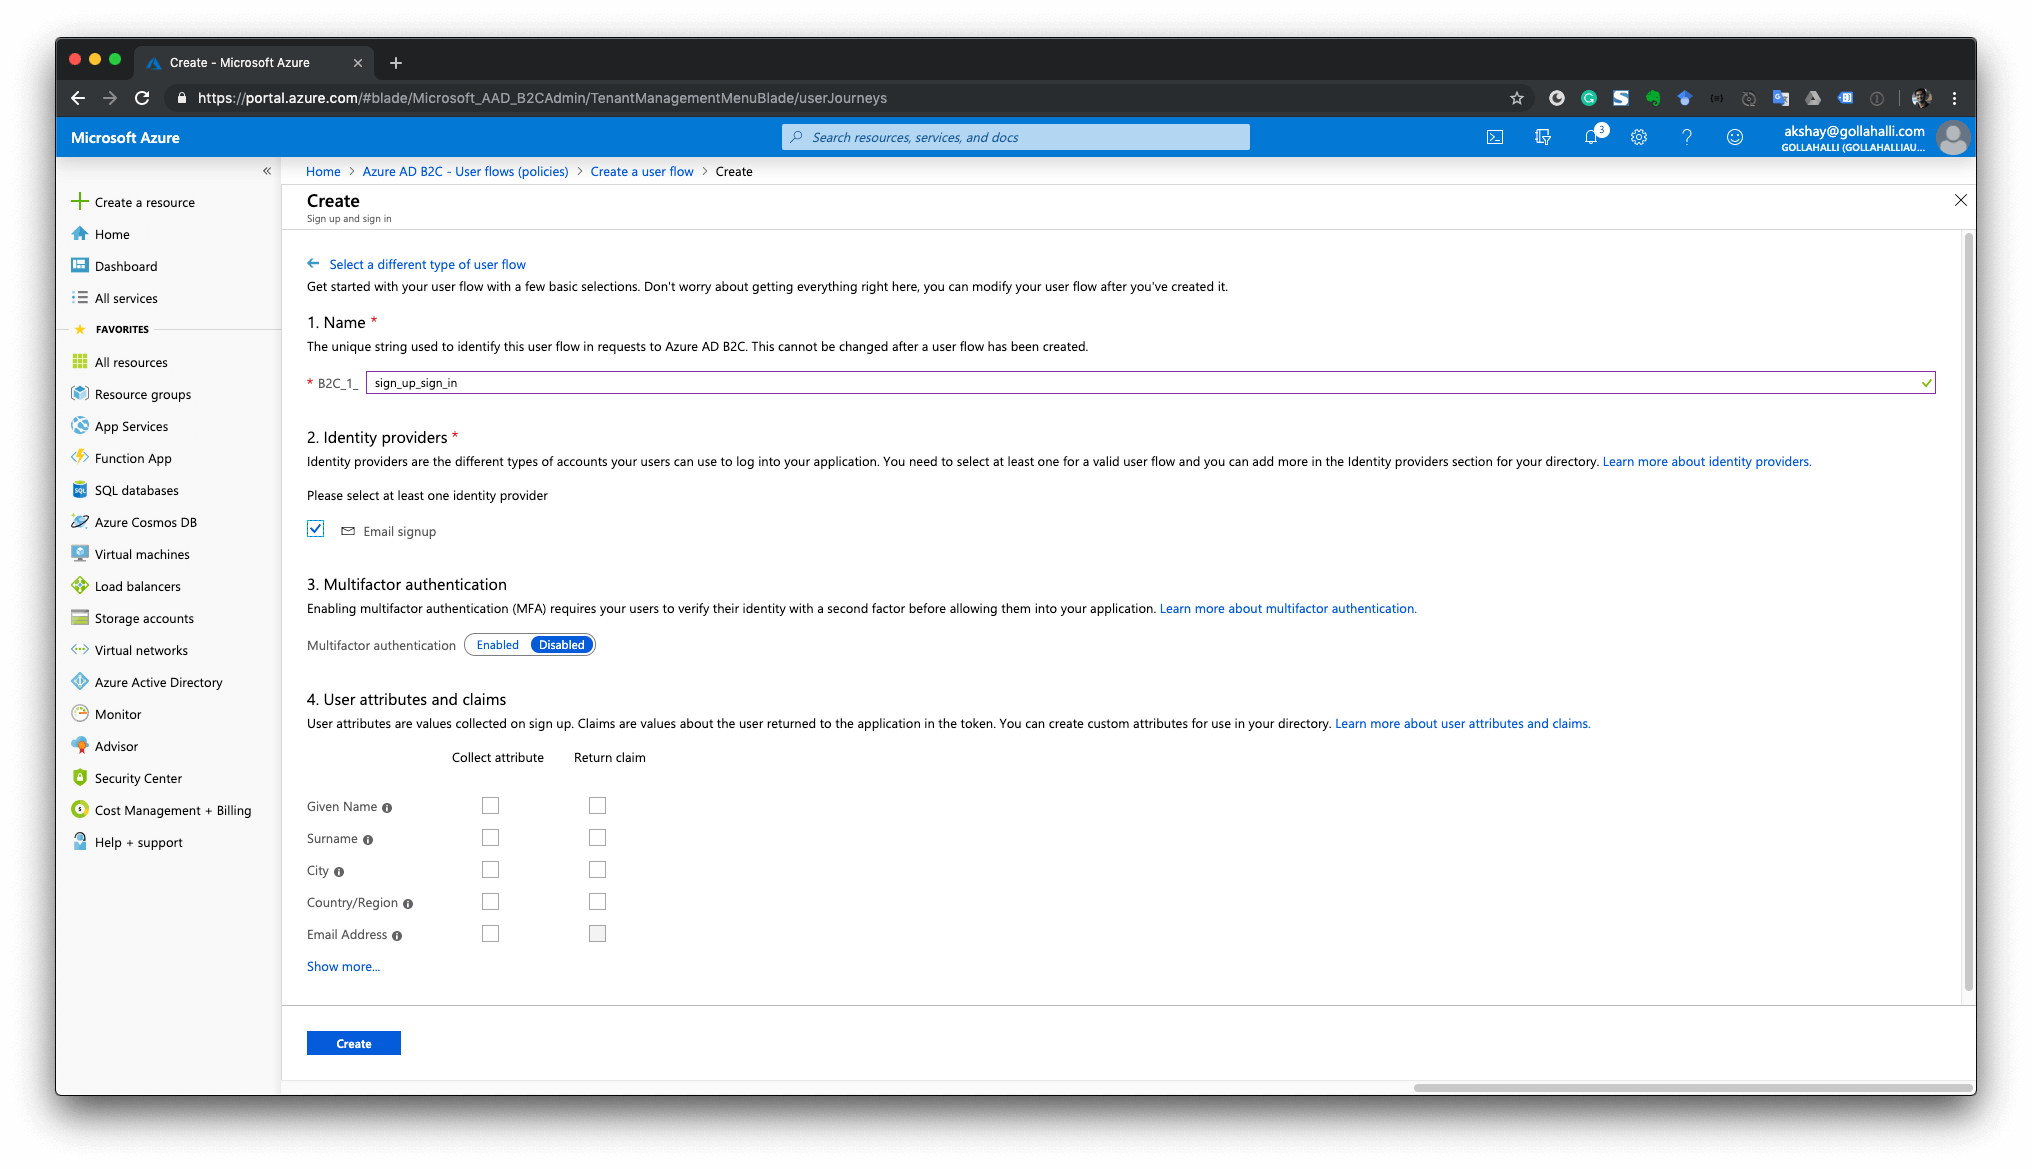 Create - Microsoft Azure
https://portal.azure.com/#blade/Microsoft_AAD_B2CAdmin/TenantManagementMenuBlade/userJourneys
Microsoft Azure
Search resources, services, and docs
3
akshay@gollahalli.com
GOLLAHALLI (GOLLAHALLIAU...
Create a resource
Home
Dashboard
All services
FAVORITES
All resources
Resource groups
App Services
Function App
SQL databases
Azure Cosmos DB
Virtual machines
Load balancers
Storage accounts
Virtual networks
Azure Active Directory
Monitor
Advisor
Security Center
Cost Management + Billing
Help + support
Home > Azure AD B2C - User flows (policies) > Create a user flow > Create
Create
Sign up and sign in
Select a different type of user flow
Get started with your user flow with a few basic selections. Don't worry about getting everything right here, you can modify your user flow after you've created it.
1. Name *
The unique string used to identify this user flow in requests to Azure AD B2C. This cannot be changed after a user flow has been created.
* B2C_1_ sign_up_sign_in
2. Identity providers *
Identity providers are the different types of accounts your users can use to log into your application. You need to select at least one for a valid user flow and you can add more in the Identity providers section for your directory. Learn more about identity providers.
Please select at least one identity provider
Email signup
3. Multifactor authentication
Enabling multifactor authentication (MFA) requires your users to verify their identity with a second factor before allowing them into your application. Learn more about multifactor authentication.
Multifactor authentication Enabled Disabled
4. User attributes and claims
User attributes are values collected on sign up. Claims are values about the user returned to the application in the token. You can create custom attributes for use in your directory. Learn more about user attributes and claims.
Collect attribute Return claim
Given Name
Surname
City
Country/Region
Email Address
Show more...
Create